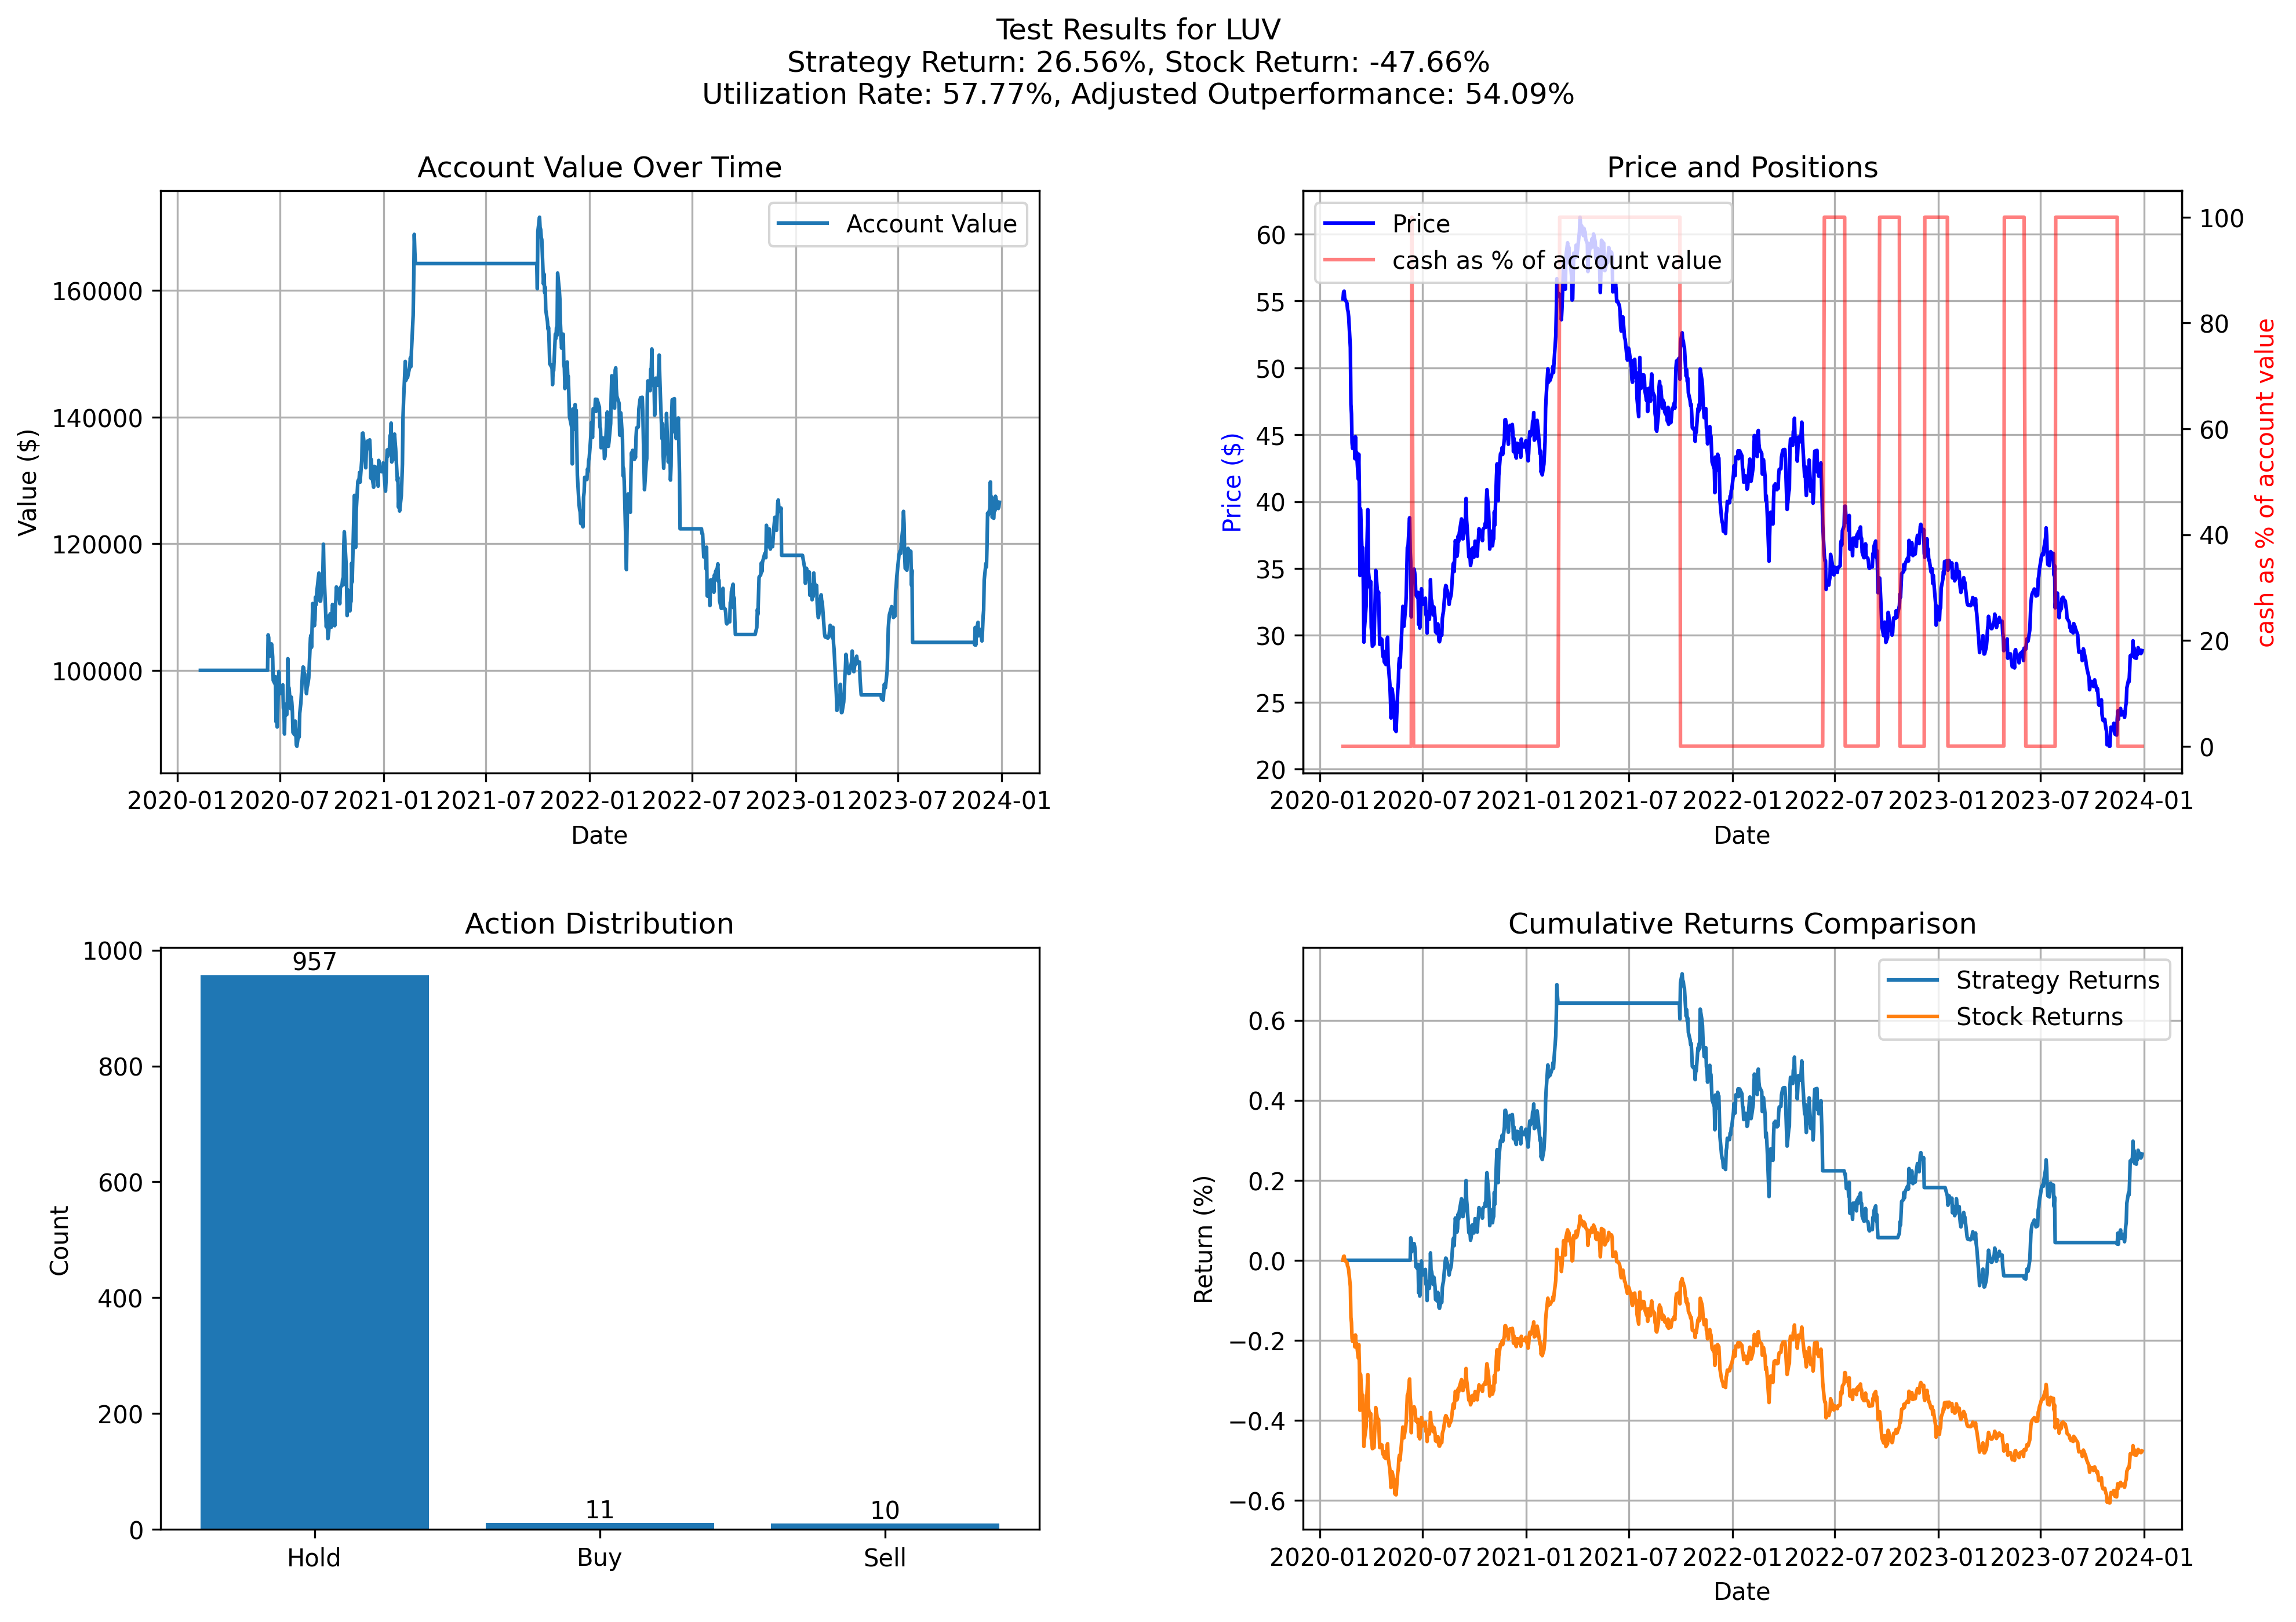 Test Results for LUV
Strategy Return: 26.56%, Stock Return: -47.66%
Utilization Rate: 57.77%, Adjusted Outperformance: 54.09%
Account Value Over Time
Account Value
Value ($)
160000
140000
120000
100000
2020-01 2020-07 2021-01 2021-07 2022-01 2022-07 2023-01 2023-07 2024-01
Date
Price and Positions
Price
cash as % of account value
Price ($)
60
55
50
45
40
35
30
25
20
100
80
60
40
20
0
cash as % of account value
2020-01 2020-07 2021-01 2021-07 2022-01 2022-07 2023-01 2023-07 2024-01
Date
Action Distribution
Count
1000
800
600
400
200
0
957
11
10
Hold Buy Sell
Cumulative Returns Comparison
Strategy Returns
Stock Returns
Return (%)
0.6
0.4
0.2
0.0
−0.2
−0.4
−0.6
2020-01 2020-07 2021-01 2021-07 2022-01 2022-07 2023-01 2023-07 2024-01
Date